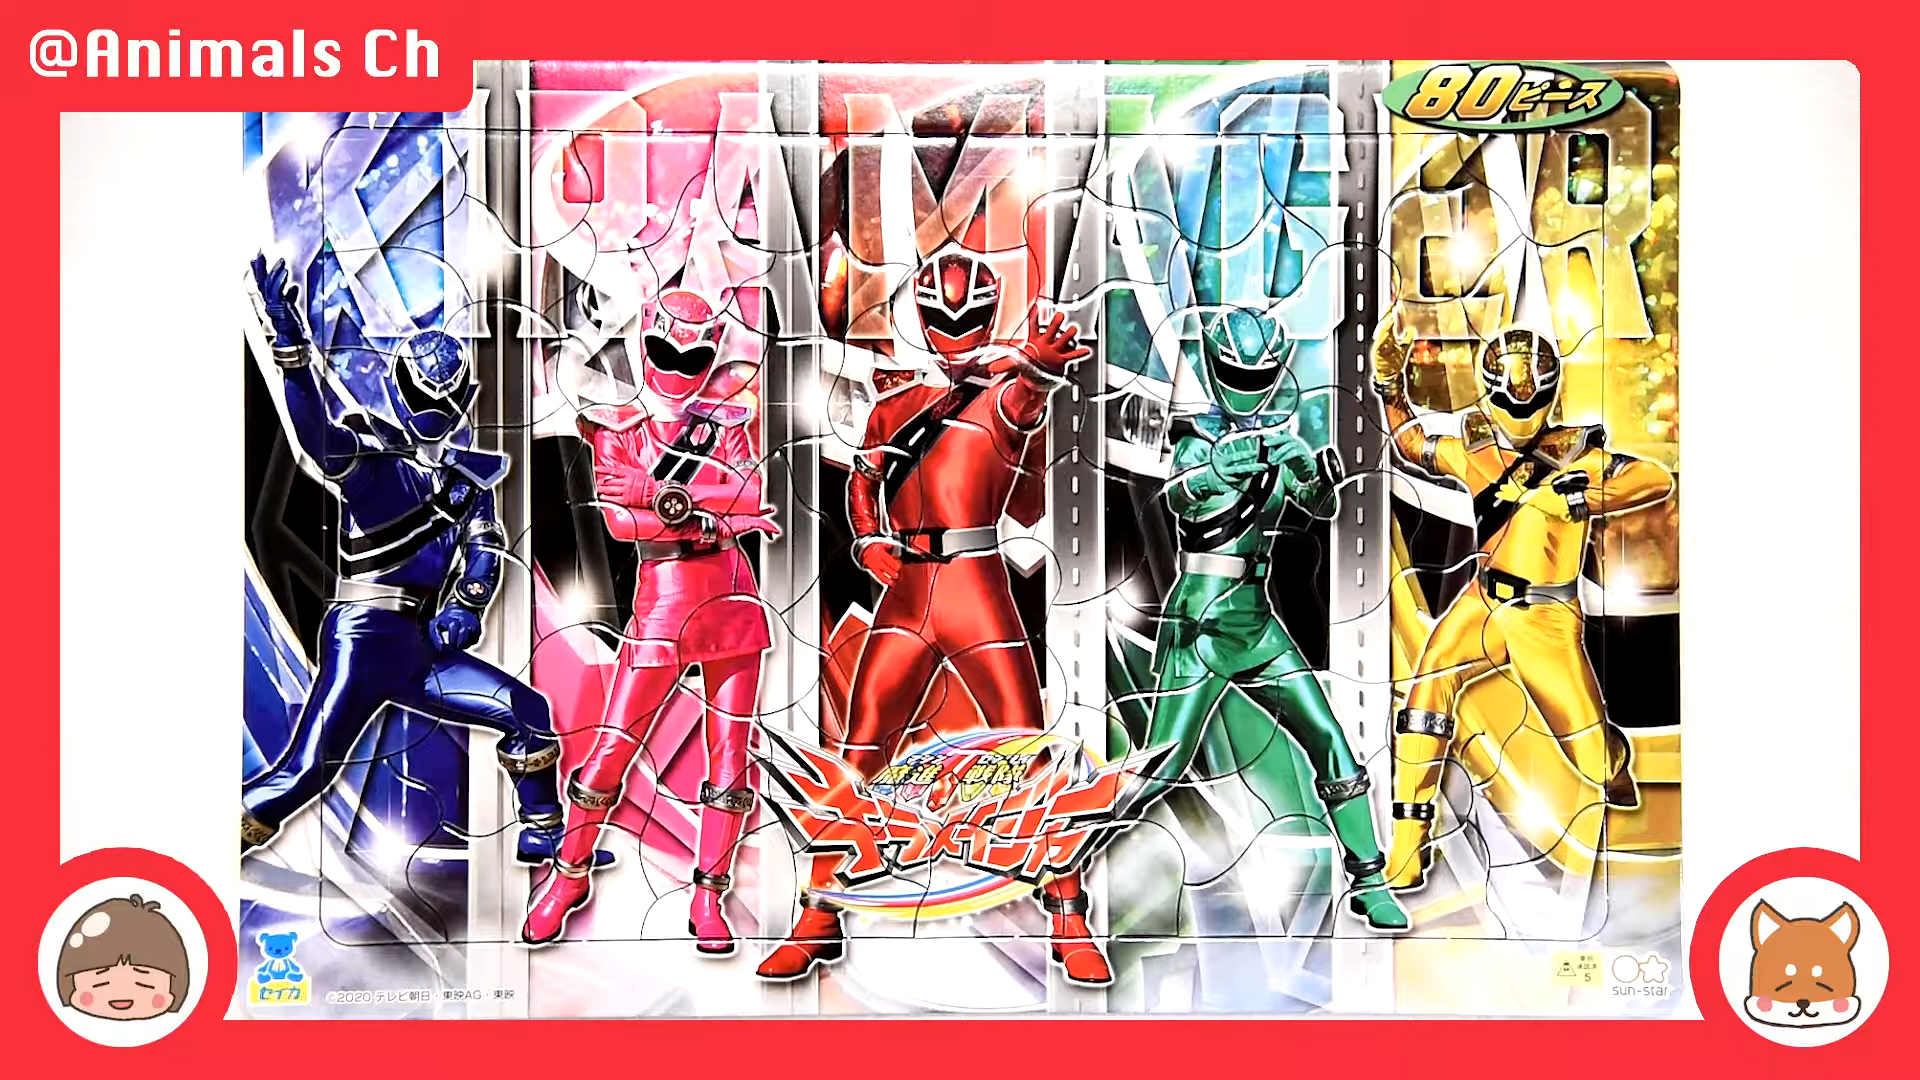 @Animals Ch
80ピース
KIRAMAGER
魔進戦隊
キラメイジャー
セイカ
©2020 テレビ朝日・東映AG・東映
5
sun-star